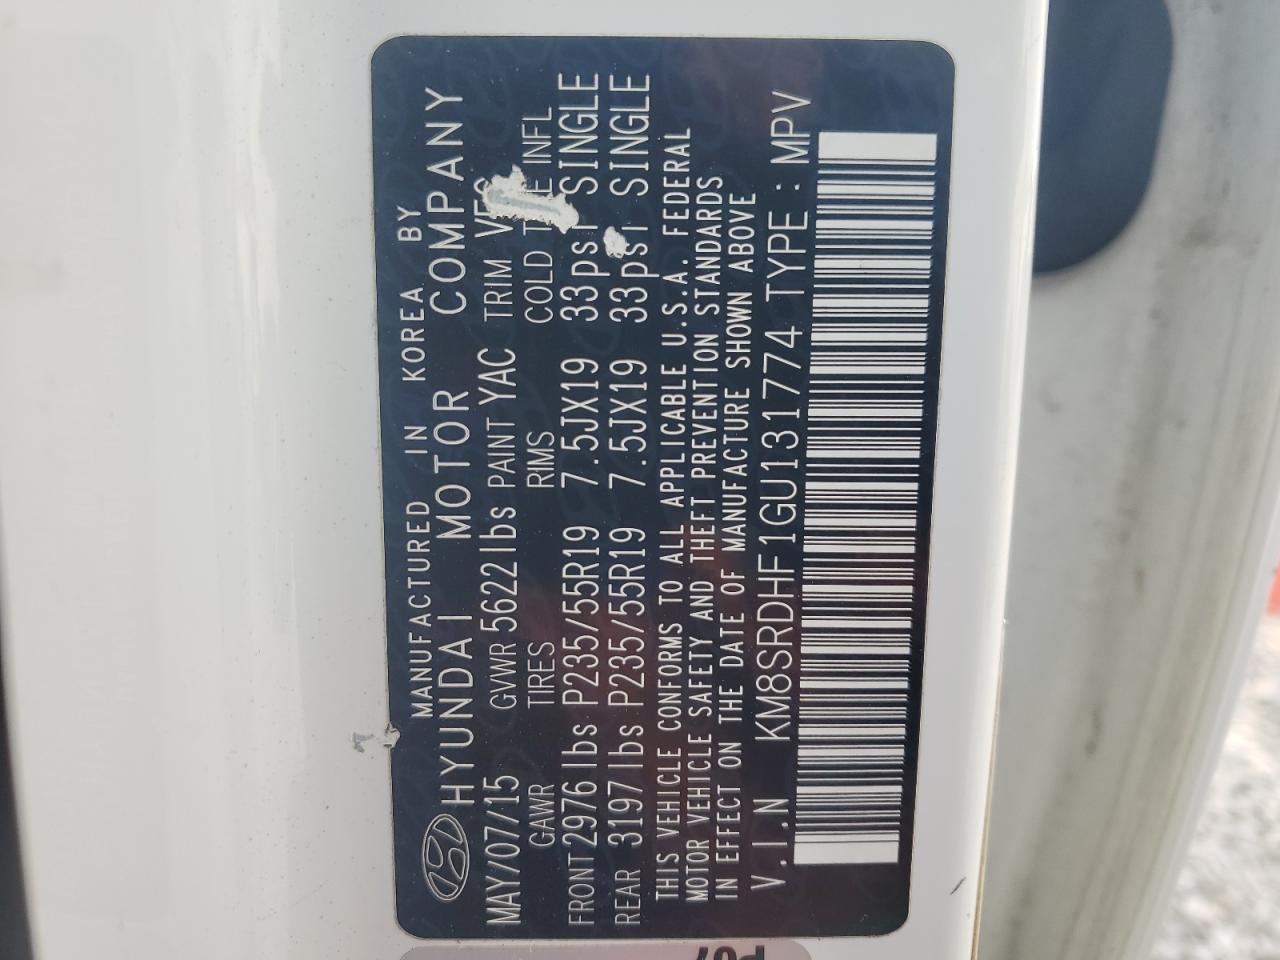 MANUFACTURED IN KOREA BY
HYUNDAI MOTOR COMPANY
MAY/07/15 GVWR 5622lbs PAINT YAC TRIM
GAWR TIRES RIMS COLD INFL
FRONT 2976lbs P235/55R19 7.5JX19 33psi SINGLE
REAR 3197lbs P235/55R19 7.5JX19 33psi SINGLE
THIS VEHICLE CONFORMS TO ALL APPLICABLE U.S.A. FEDERAL
MOTOR VEHICLE SAFETY AND THEFT PREVENTION STANDARDS
IN EFFECT ON THE DATE OF MANUFACTURE SHOWN ABOVE
V.I.N KM8SRDHF1GU131774 TYPE : MPV